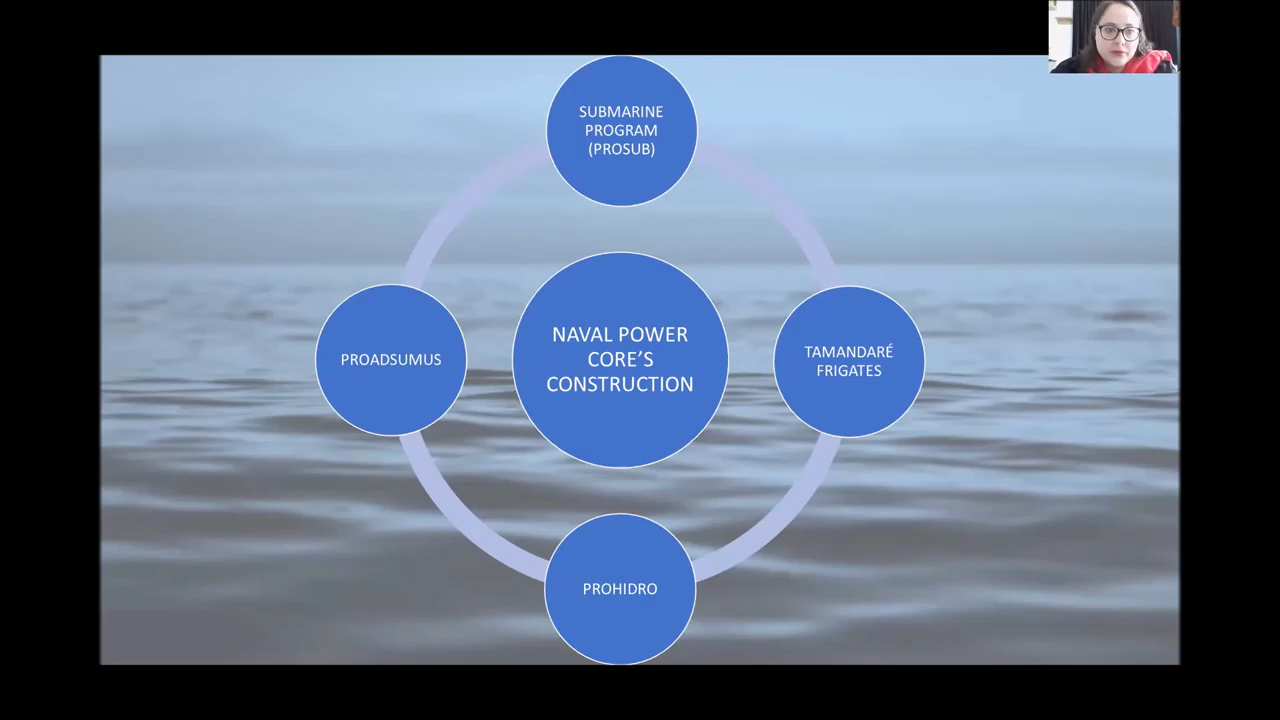 SUBMARINE
PROGRAM
(PROSUB)
PROADSUMUS
NAVAL POWER
CORE'S
CONSTRUCTION
TAMANDARÉ
FRIGATES
PROHIDRO